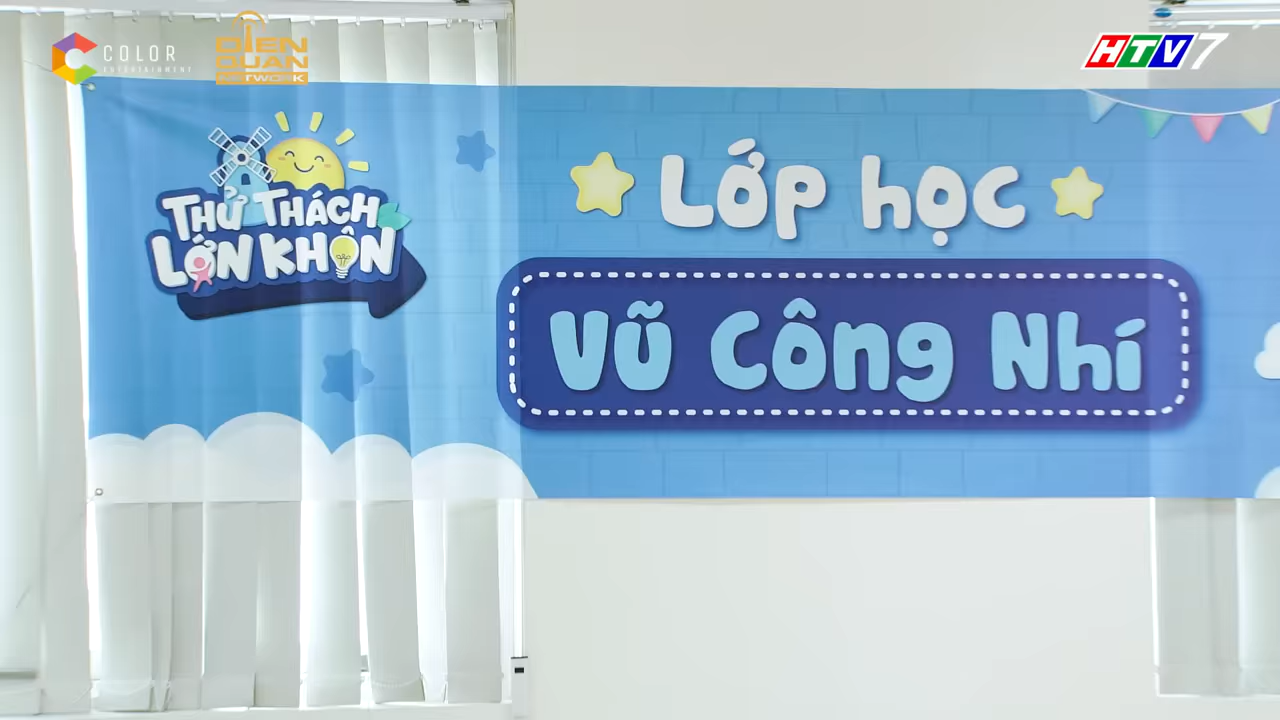 COLOR
ENTERTAINMENT
ĐIỀN
QUÂN
NETWORK
HTV7
THỬ THÁCH
LỚN KHÔN
Lớp học
Vũ Công Nhí